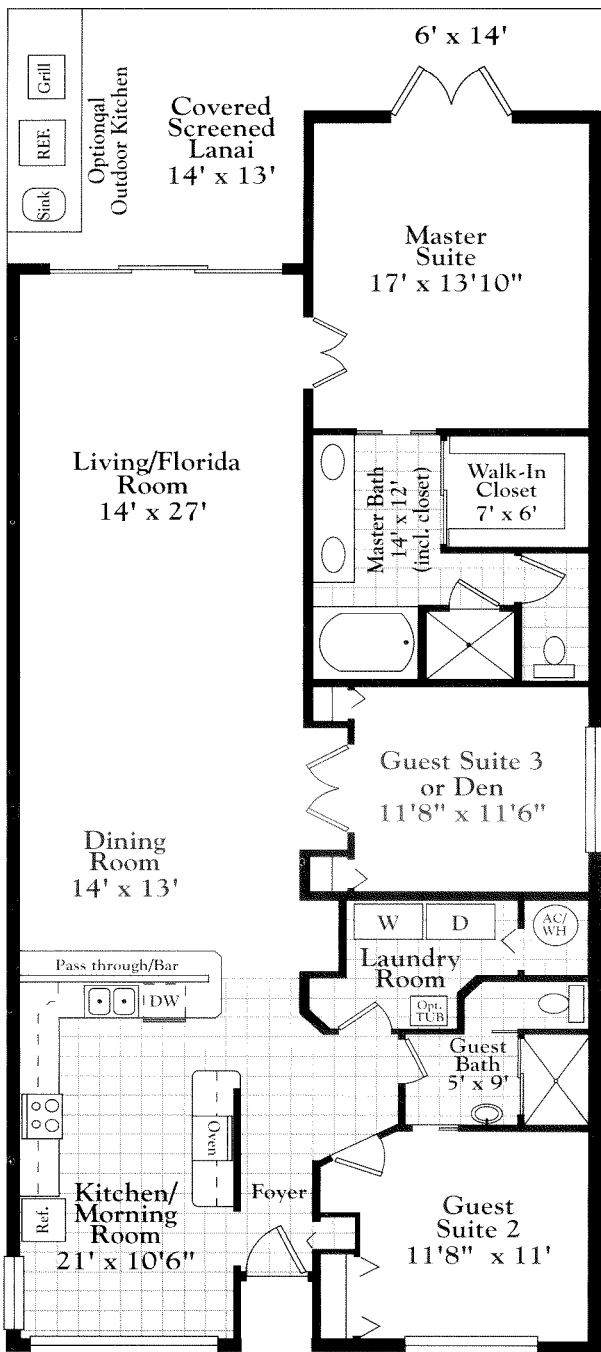 6' x 14'
Grill
REF.
Sink
Optionqal
Outdoor Kitchen
Covered
Screened
Lanai
14' x 13'
Master
Suite
17' x 13'10"
Living/Florida
Room
14' x 27'
Master Bath
14' x 12'
(incl. closet)
Walk-In
Closet
7' x 6'
Guest Suite 3
or Den
11'8" x 11'6"
Dining
Room
14' x 13'
W
D
AC/
WH
Laundry
Room
Opt.
TUB
Pass through/Bar
DW
Guest
Bath
5' x 9'
Oven
Foyer
Ref.
Kitchen/
Morning
Room
21' x 10'6"
Guest
Suite 2
11'8" x 11'